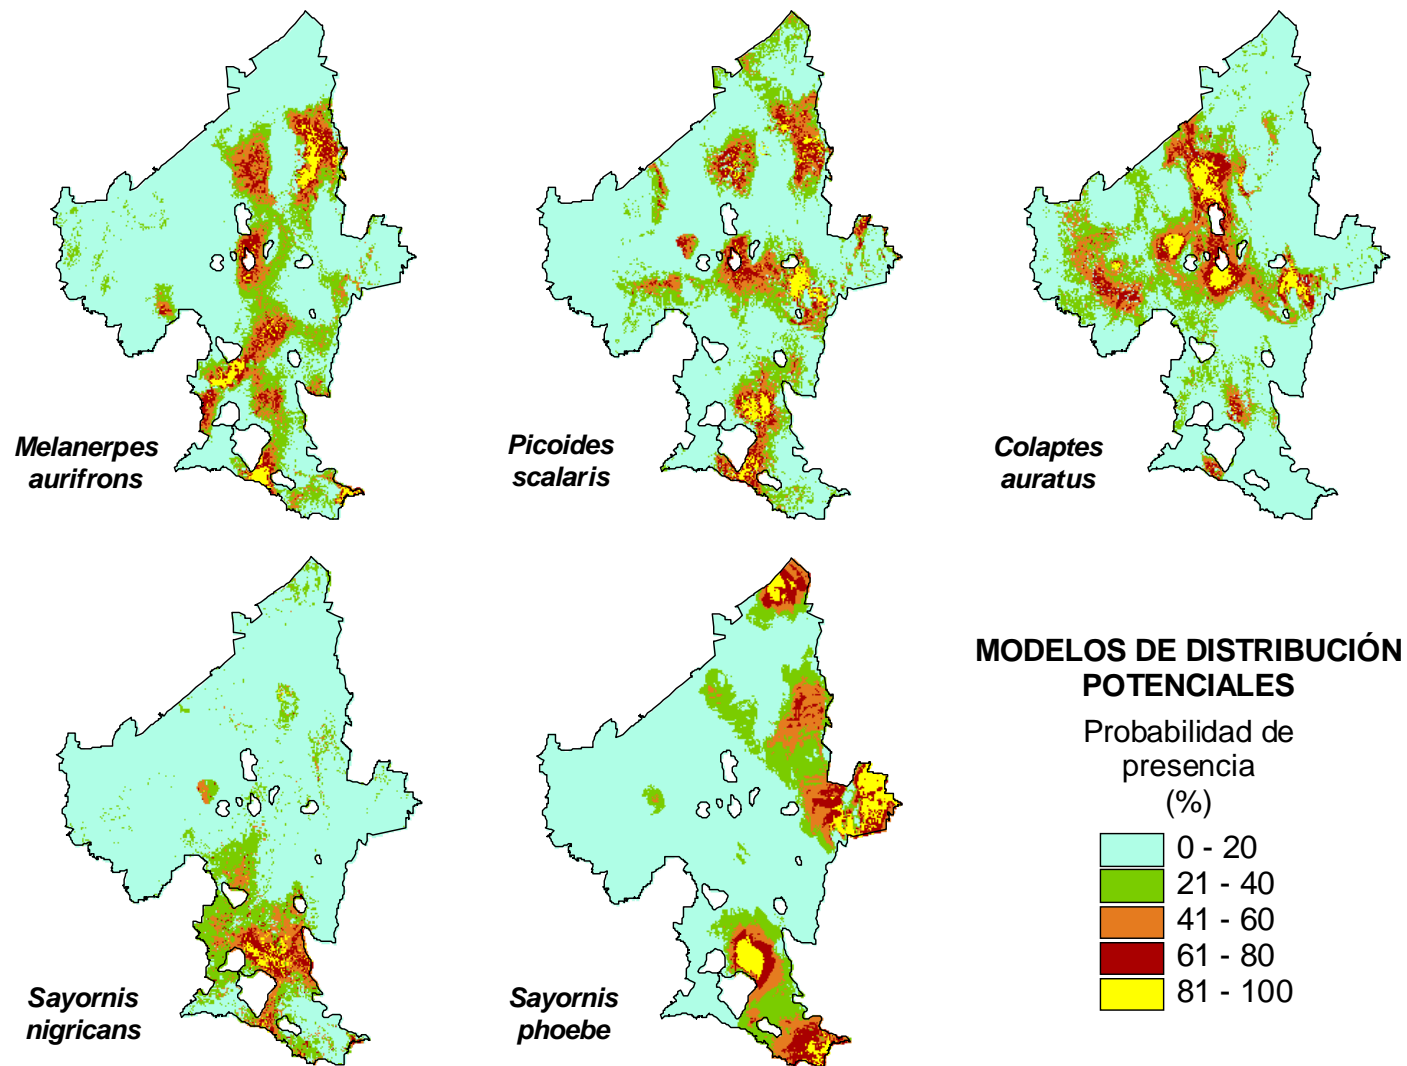 Melanerpes
aurifrons
Picoides
scalaris
Colaptes
auratus
Sayornis
nigricans
Sayornis
phoebe
MODELOS DE DISTRIBUCIÓN
POTENCIALES
Probabilidad de
presencia
(%)
0 - 20
21 - 40
41 - 60
61 - 80
81 - 100